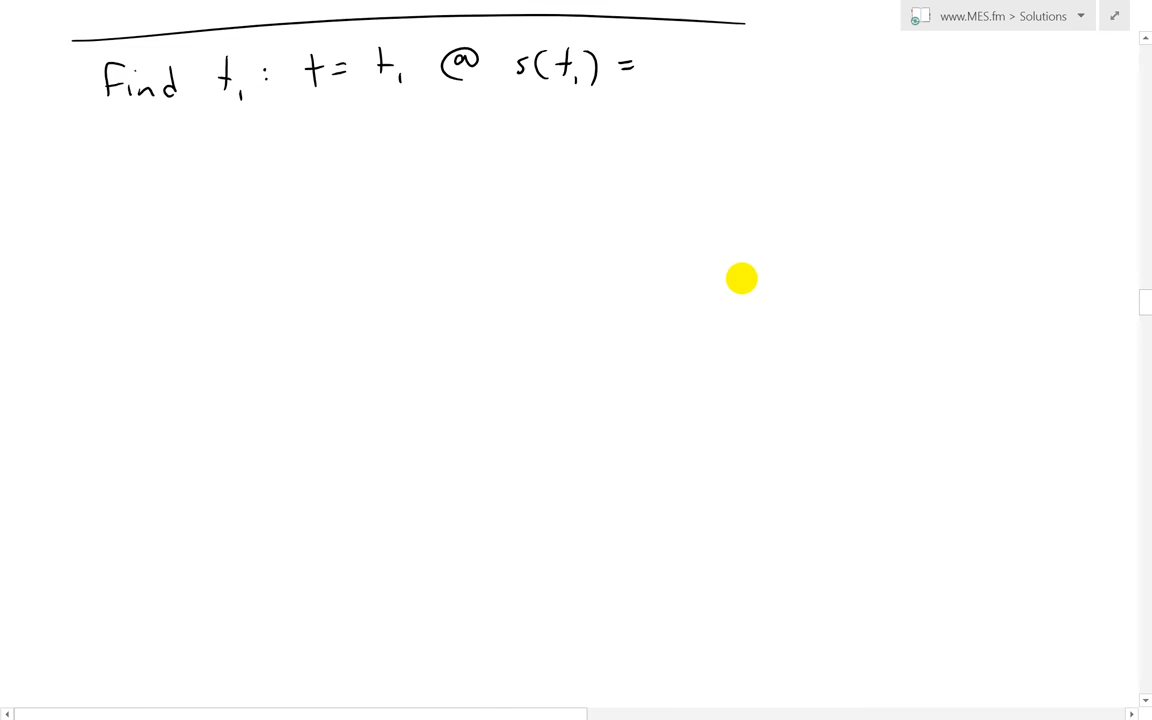 www.MES.fm > Solutions
Find t₁ : t = t₁ @ s(t₁) =